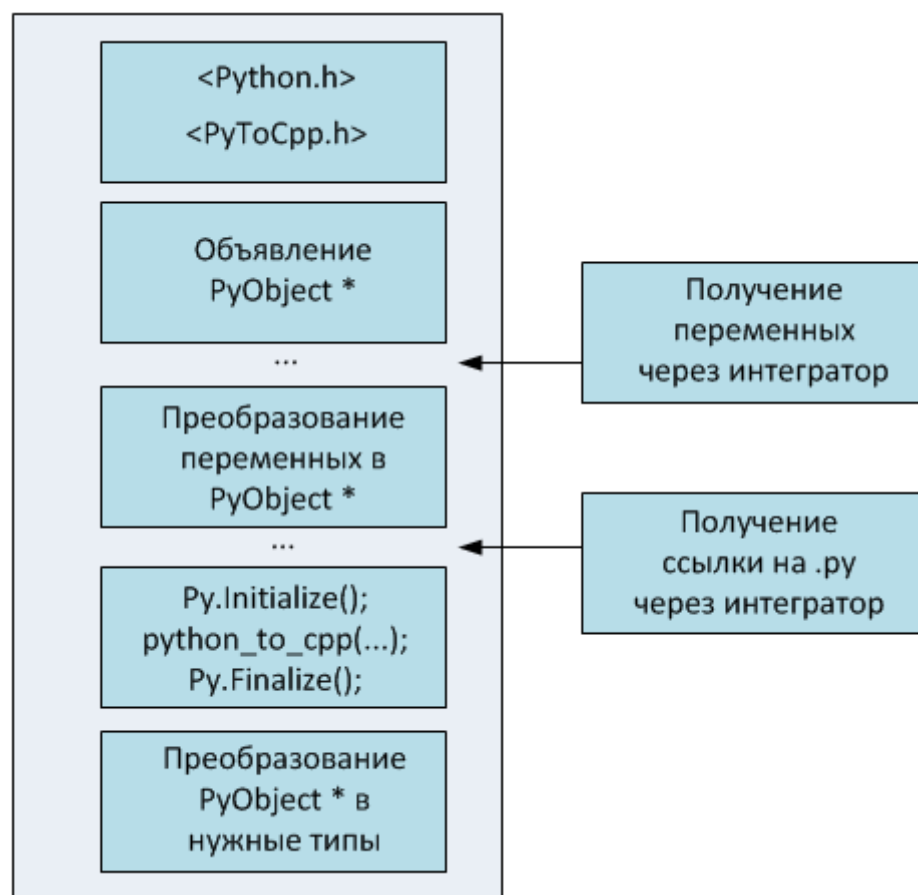 <Python.h>
<PyToCpp.h>
Объявление
PyObject *
...
Преобразование
переменных в
PyObject *
...
Py.Initialize();
python_to_cpp(...);
Py.Finalize();
Преобразование
PyObject * в
нужные типы
Получение
переменных
через интегратор
Получение
ссылки на .py
через интегратор